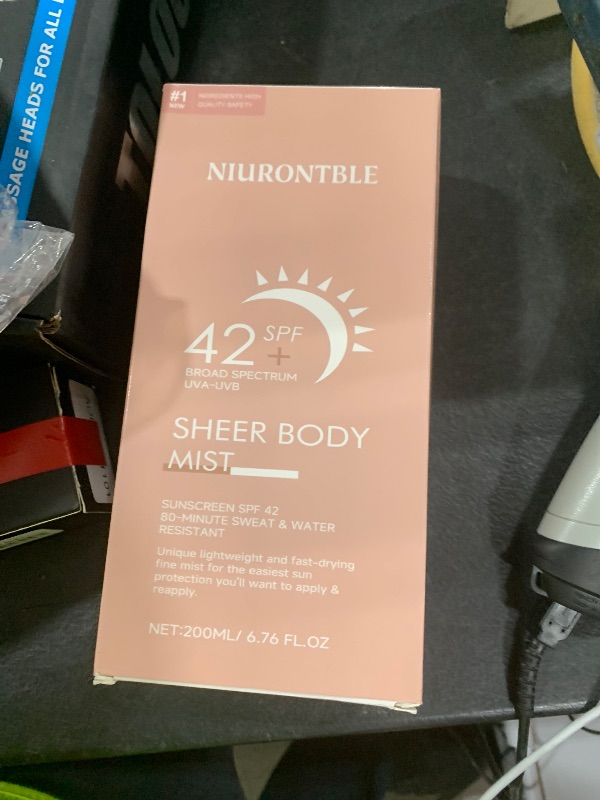 SAGE HEADS FOR ALL
#1
NEW
INGREDIENTS HIGH
QUALITY SAFETY
NIURONTBLE
42 SPF
+
BROAD SPECTRUM
UVA-UVB
SHEER BODY
MIST
SUNSCREEN SPF 42
80-MINUTE SWEAT & WATER
RESISTANT
Unique lightweight and fast-drying
fine mist for the easiest sun
protection you'll want to apply &
reapply.
NET:200ML/ 6.76 FL.OZ